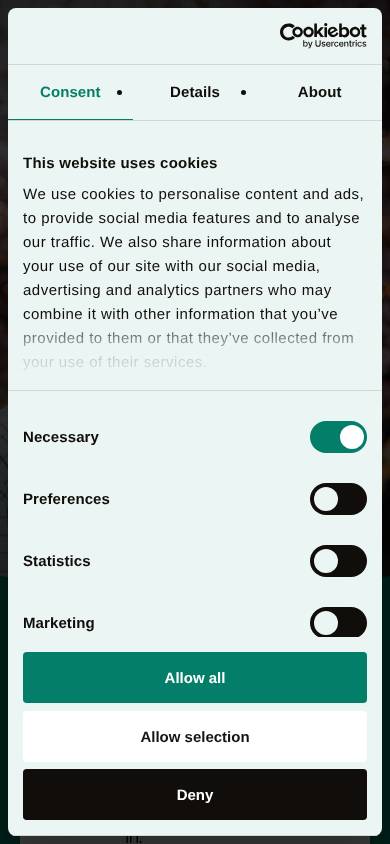 Cookiebot
by Usercentrics
Consent
Details
About
This website uses cookies
We use cookies to personalise content and ads,
to provide social media features and to analyse
our traffic. We also share information about
your use of our site with our social media,
advertising and analytics partners who may
combine it with other information that you've
provided to them or that they've collected from
your use of their services.
Necessary
Preferences
Statistics
Marketing
Allow all
Allow selection
Deny